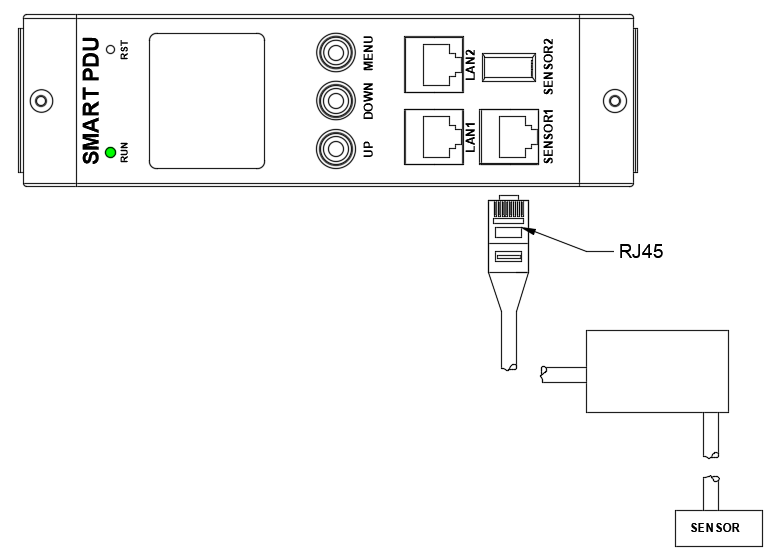 SMART PDU
RST
RUN
MENU
DOWN
UP
LAN2
LAN1
SENSOR2
SENSOR1
RJ45
SENSOR